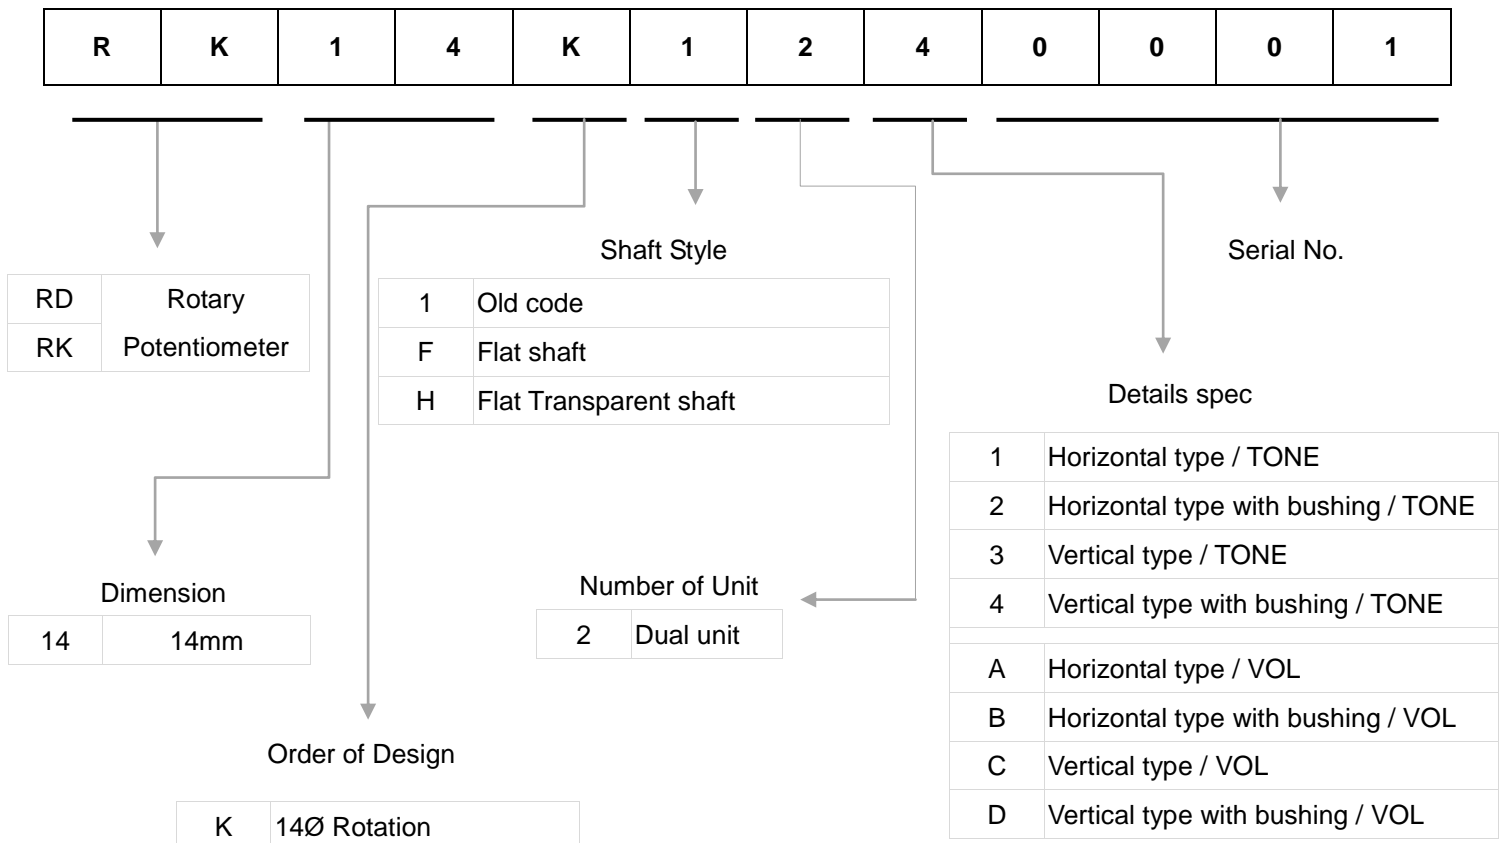 R K 1 4 K 1 2 4 0 0 0 1
Shaft Style
1 Old code
F Flat shaft
H Flat Transparent shaft
Serial No.
RD Rotary
RK Potentiometer
Details spec
1 Horizontal type / TONE
2 Horizontal type with bushing / TONE
3 Vertical type / TONE
4 Vertical type with bushing / TONE
A Horizontal type / VOL
B Horizontal type with bushing / VOL
C Vertical type / VOL
D Vertical type with bushing / VOL
Dimension
14 14mm
Number of Unit
2 Dual unit
Order of Design
K 14Ø Rotation